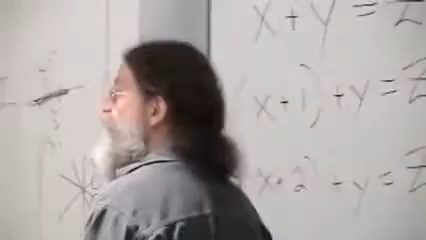 x + y = Z
(x + 1) + y = Z
(x + 2) + y = Z